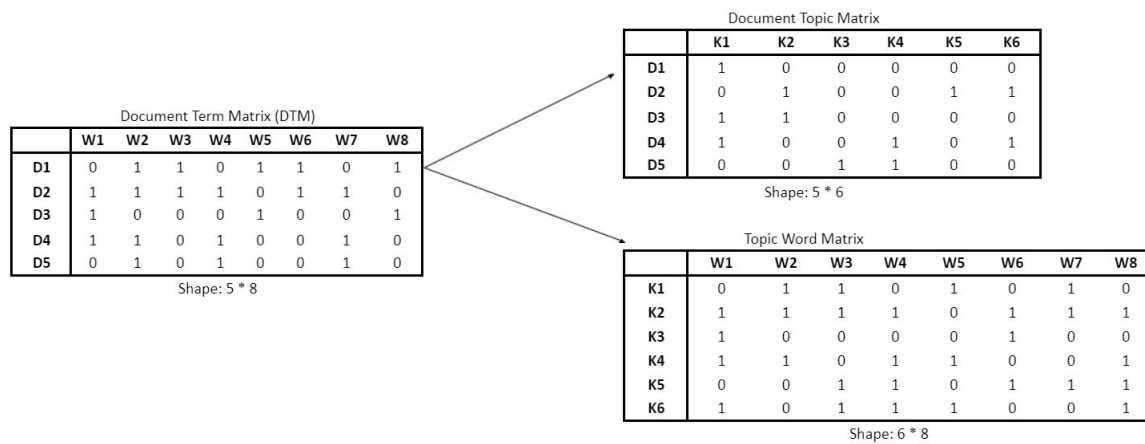 Document Term Matrix (DTM)
W1 W2 W3 W4 W5 W6 W7 W8
D1 0 1 1 0 1 1 0 1
D2 1 1 1 1 0 1 1 0
D3 1 0 0 0 1 0 0 1
D4 1 1 0 1 0 0 1 0
D5 0 1 0 1 0 0 1 0
Shape: 5 * 8
Document Topic Matrix
K1 K2 K3 K4 K5 K6
D1 1 0 0 0 0 0
D2 0 1 0 0 1 1
D3 1 1 0 0 0 0
D4 1 0 0 1 0 1
D5 0 0 1 1 0 0
Shape: 5 * 6
Topic Word Matrix
W1 W2 W3 W4 W5 W6 W7 W8
K1 0 1 1 0 1 0 1 0
K2 1 1 1 1 0 1 1 1
K3 1 0 0 0 0 1 0 0
K4 1 1 0 1 1 0 0 1
K5 0 0 1 1 0 1 1 1
K6 1 0 1 1 1 0 0 1
Shape: 6 * 8